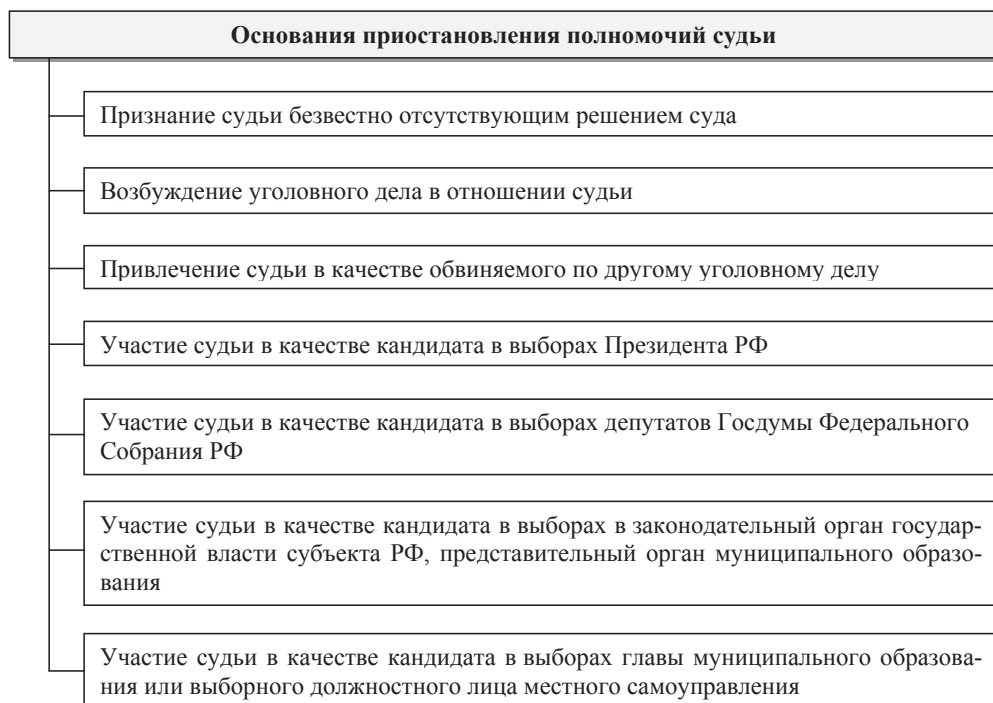 Основания приостановления полномочий судьи
Признание судьи безвестно отсутствующим решением суда
Возбуждение уголовного дела в отношении судьи
Привлечение судьи в качестве обвиняемого по другому уголовному делу
Участие судьи в качестве кандидата в выборах Президента РФ
Участие судьи в качестве кандидата в выборах депутатов Госдумы Федерального
Собрания РФ
Участие судьи в качестве кандидата в выборах в законодательный орган государ-
ственной власти субъекта РФ, представительный орган муниципального образо-
вания
Участие судьи в качестве кандидата в выборах главы муниципального образова-
ния или выборного должностного лица местного самоуправления